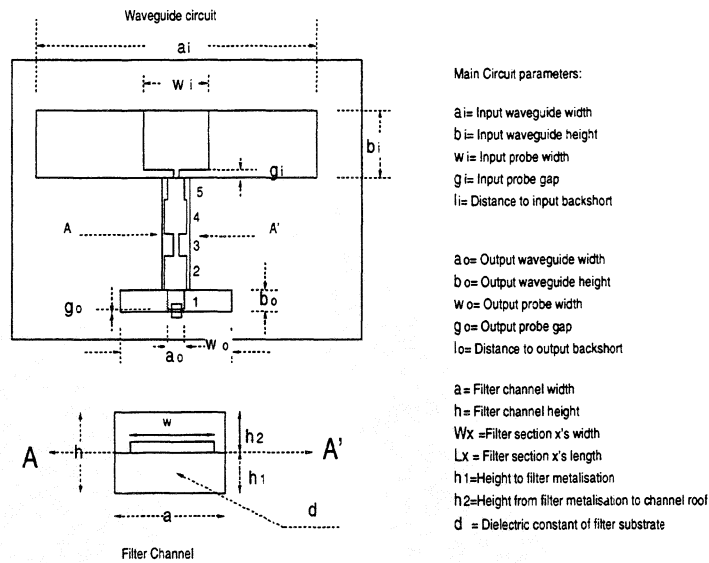 Waveguide circuit
ai
wi
bi
gi
5
4
A
A'
3
2
1
go
bo
wo
ao
Main Circuit parameters:
ai= Input waveguide width
bi= Input waveguide height
wi= Input probe width
gi= Input probe gap
li= Distance to input backshort
ao= Output waveguide width
bo= Output waveguide height
wo= Output probe width
go= Output probe gap
lo= Distance to output backshort
a= Filter channel width
h= Filter channel height
Wx =Filter section x's width
Lx = Filter section x's length
h1=Height to filter metalisation
h2=Height from filter metalisation to channel roof
d = Dielectric constant of filter substrate
w
h2
A
h
A'
h1
a
d
Filter Channel